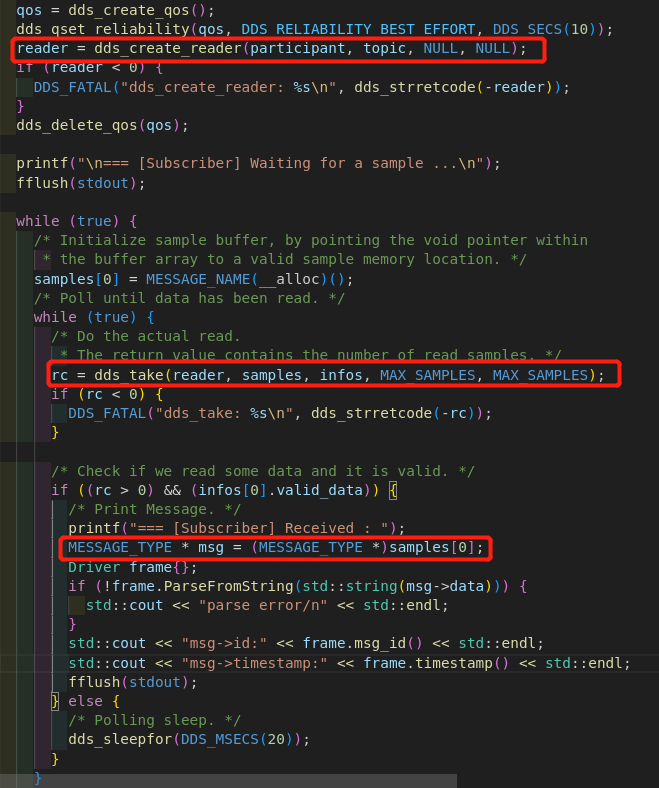 qos = dds_create_qos();
dds_qset_reliability(qos, DDS_RELIABILITY_BEST_EFFORT, DDS_SECS(10));
reader = dds_create_reader(participant, topic, NULL, NULL);
if (reader < 0) {
  DDS_FATAL("dds_create_reader: %s\n", dds_strretcode(-reader));
}
dds_delete_qos(qos);

printf("\n=== [Subscriber] Waiting for a sample ...\n");
fflush(stdout);

while (true) {
  /* Initialize sample buffer, by pointing the void pointer within
   * the buffer array to a valid sample memory location. */
  samples[0] = MESSAGE_NAME(__alloc)();
  /* Poll until data has been read. */
  while (true) {
    /* Do the actual read.
     * The return value contains the number of read samples. */
    rc = dds_take(reader, samples, infos, MAX_SAMPLES, MAX_SAMPLES);
    if (rc < 0) {
      DDS_FATAL("dds_take: %s\n", dds_strretcode(-rc));
    }

    /* Check if we read some data and it is valid. */
    if ((rc > 0) && (infos[0].valid_data)) {
      /* Print Message. */
      printf("=== [Subscriber] Received : ");
      MESSAGE_TYPE * msg = (MESSAGE_TYPE *)samples[0];
      Driver frame{};
      if (!frame.ParseFromString(std::string(msg->data))) {
        std::cout << "parse error/n" << std::endl;
      }
      std::cout << "msg->id:" << frame.msg_id() << std::endl;
      std::cout << "msg->timestamp:" << frame.timestamp() << std::endl;
      fflush(stdout);
    } else {
      /* Polling sleep. */
      dds_sleepfor(DDS_MSECS(20));
    }
  }